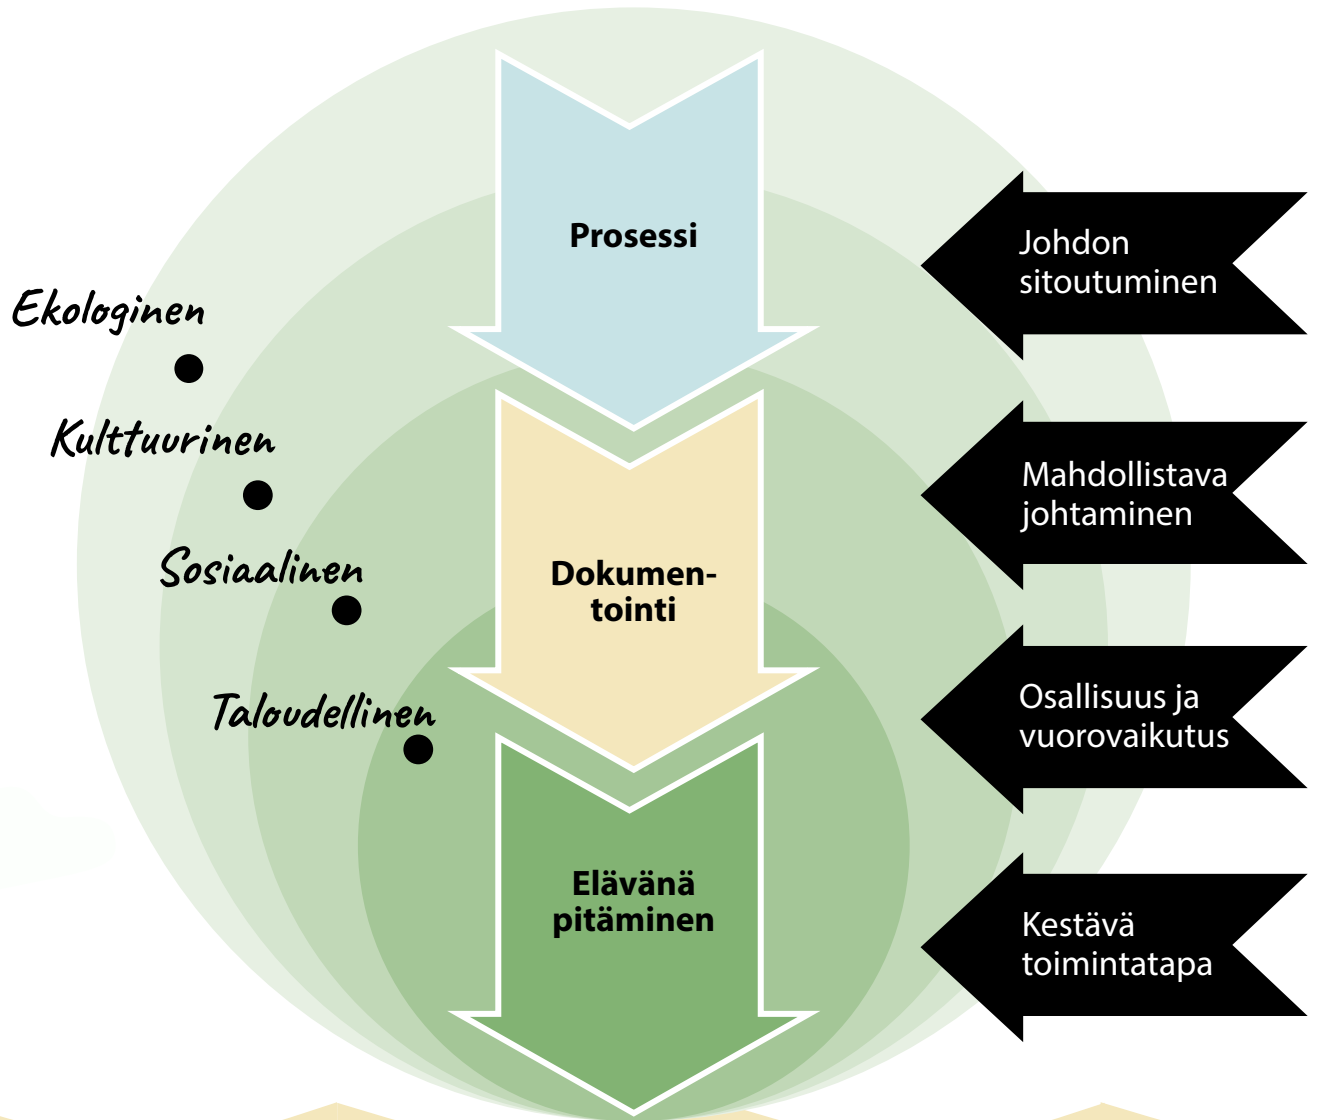 Prosessi
Johdon
sitoutuminen
Ekologinen
Kulttuurinen
Mahdollistava
johtaminen
Sosiaalinen
Dokumen-
tointi
Taloudellinen
Osallisuus ja
vuorovaikutus
Elävänä
pitäminen
Kestävä
toimintatapa